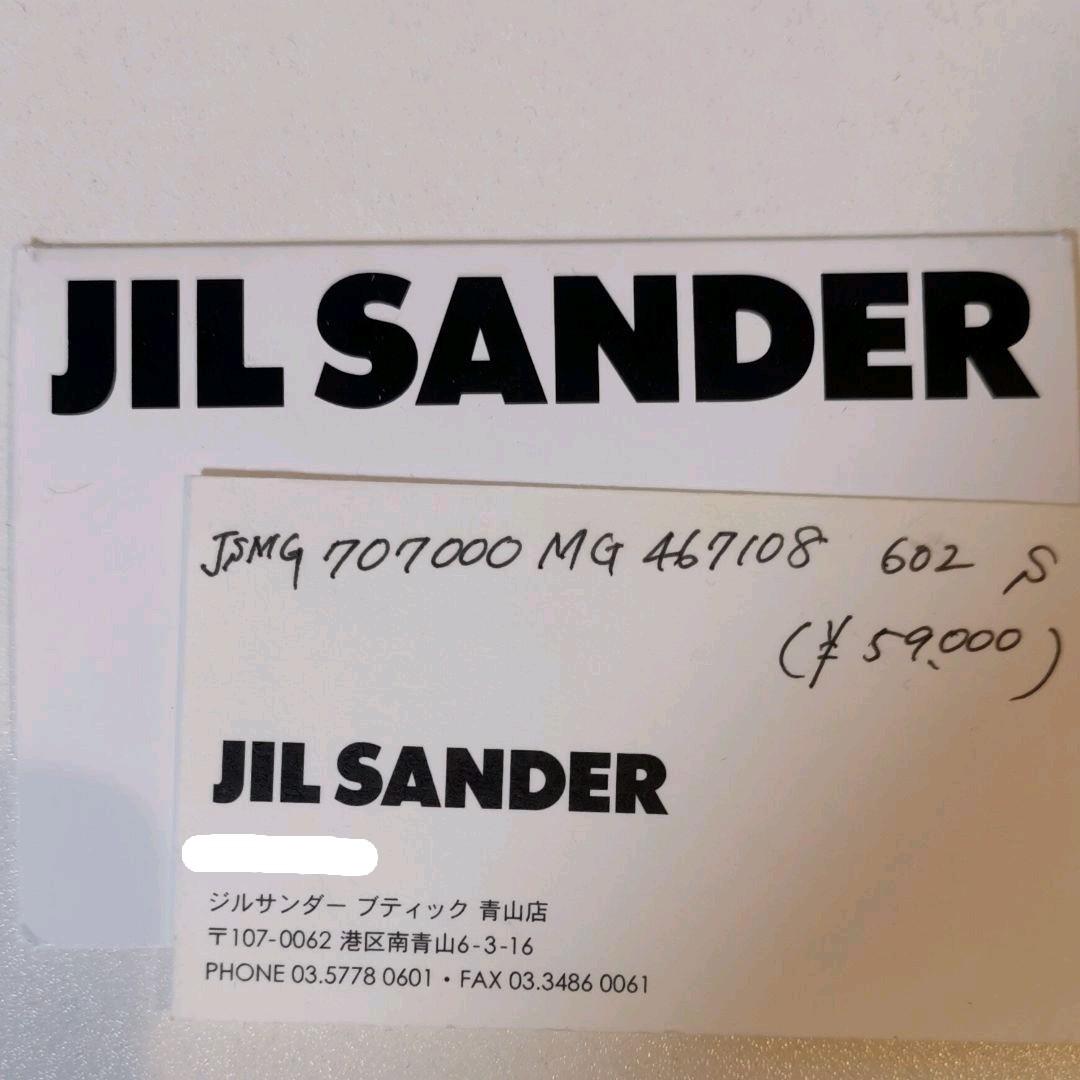 JIL SANDER
JSMG 707000 MG 467108 602 S
(¥59,000)
JIL SANDER
ジルサンダー ブティック 青山店
〒107-0062 港区南青山6-3-16
PHONE 03.5778 0601・FAX 03.3486 0061